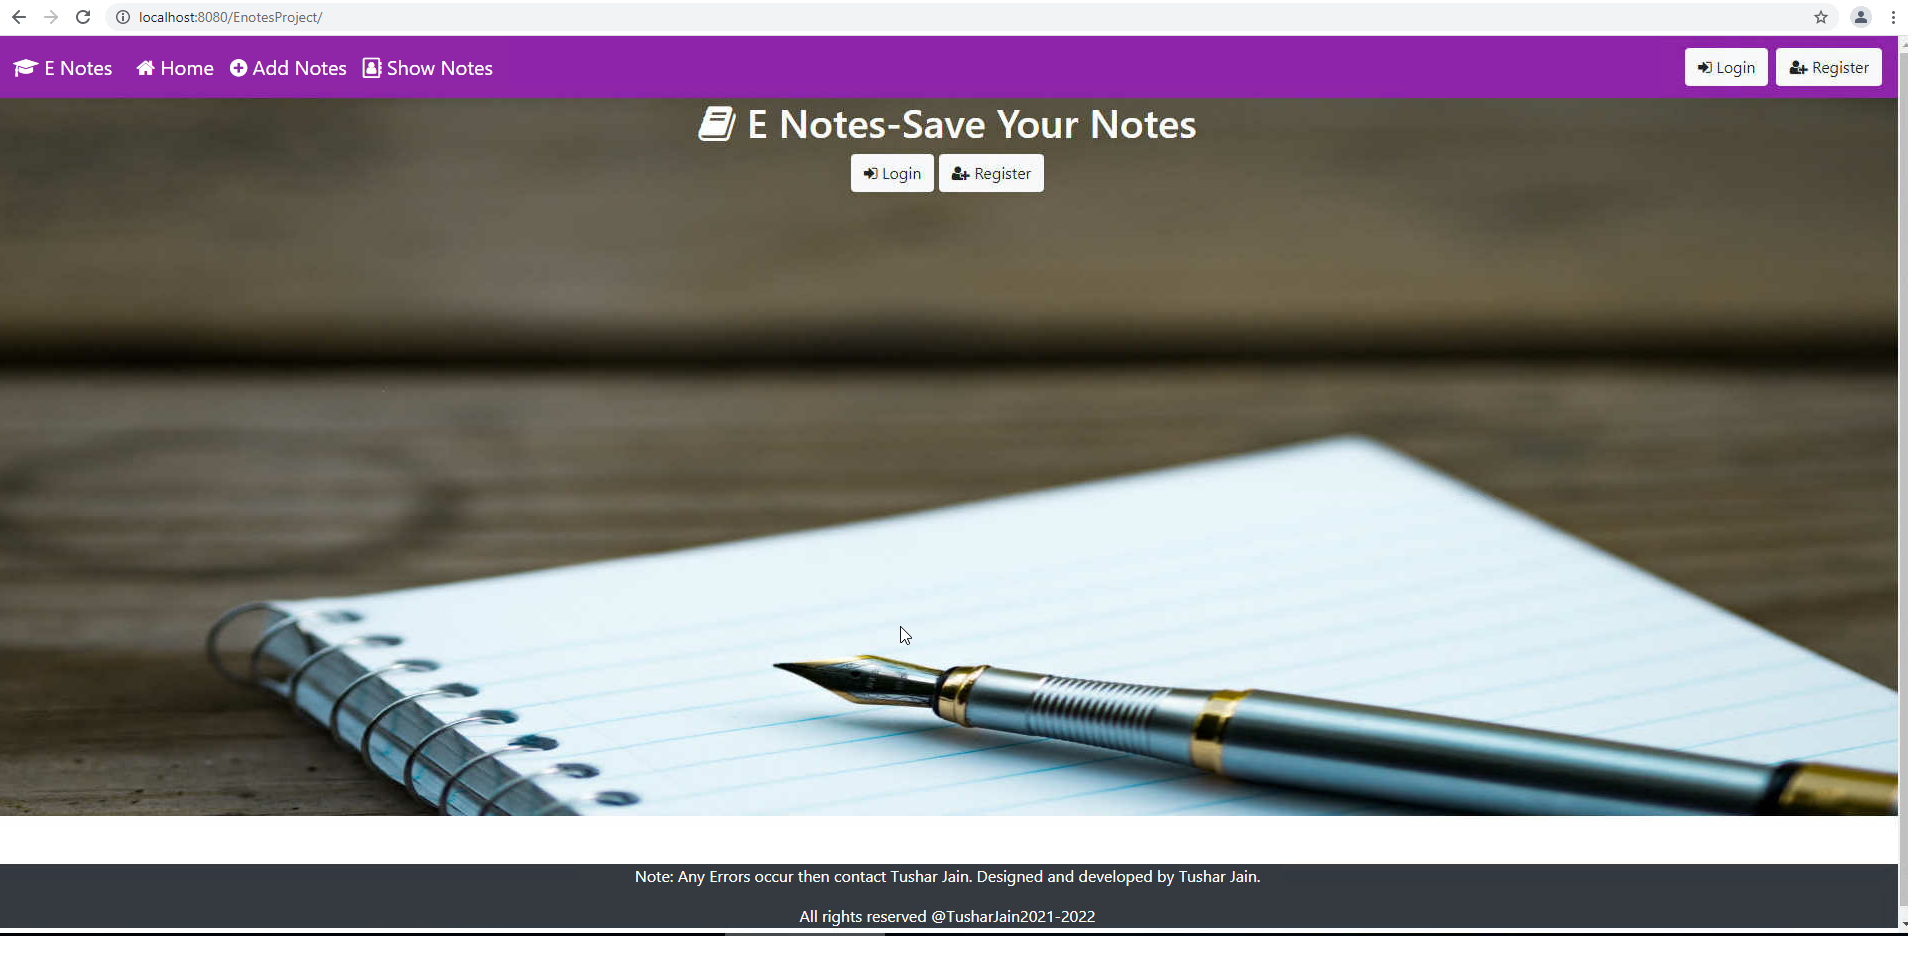 localhost:8080/EnotesProject/
E Notes Home Add Notes Show Notes Login Register
E Notes-Save Your Notes
Login Register
Note: Any Errors occur then contact Tushar Jain. Designed and developed by Tushar Jain.
All rights reserved @TusharJain2021-2022